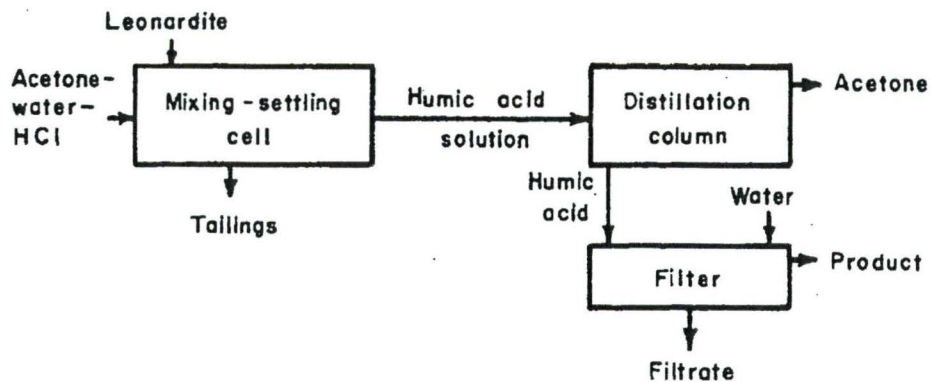 Leonardite
Acetone-
water-
HCl
Mixing-settling
cell
Humic acid
solution
Distillation
column
Acetone
Tailings
Humic
acid
Water
Filter
Product
Filtrate